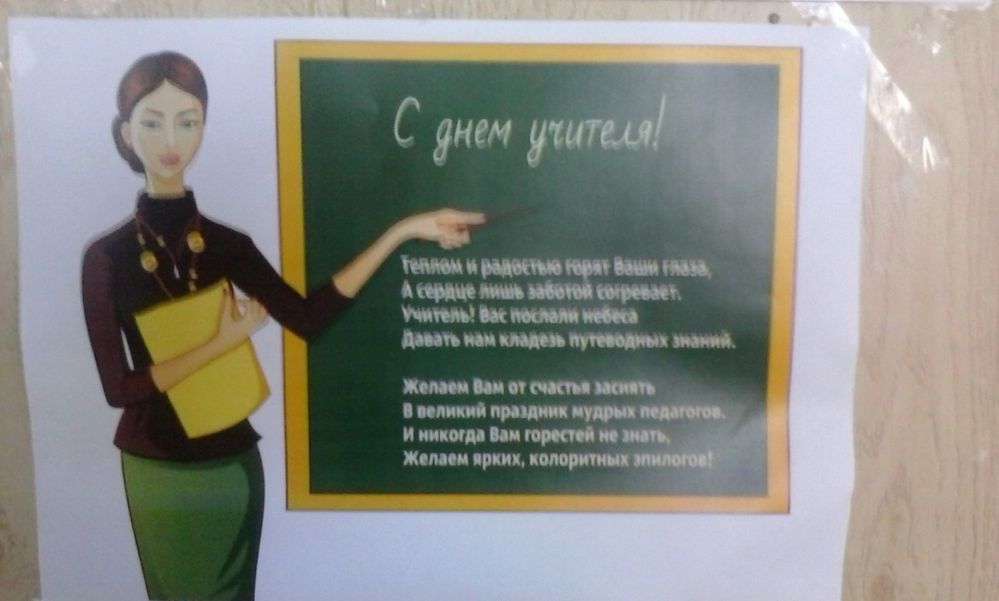 С днем учителя!
Теплом и радостью горят Ваши глаза,
А сердце лишь заботой согревает.
Учитель! Вас послали небеса
Давать нам кладезь путеводных знаний.
Желаем Вам от счастья засиять
В великий праздник мудрых педагогов.
И никогда Вам горестей не знать,
Желаем ярких, колоритных эпилогов!